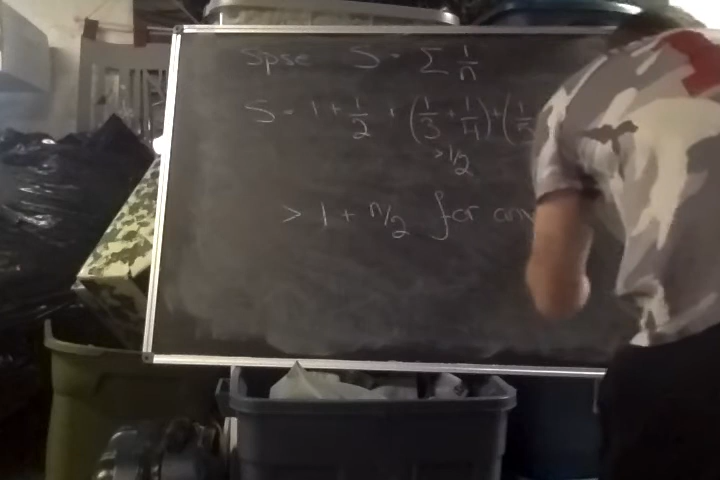 Spse S = Σ 1/n
S = 1 + 1/2 + (1/3 + 1/4) + (1/5
> 1/2
> 1 + n/2 for any